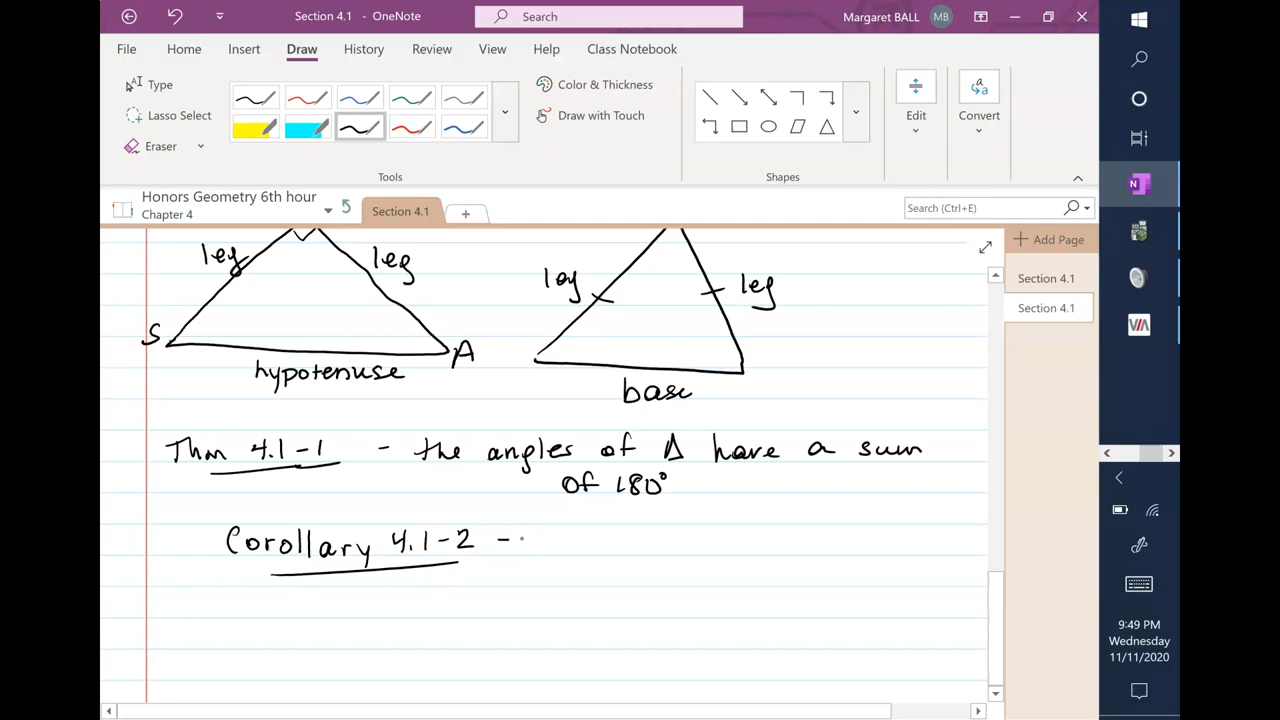 Section 4.1 - OneNote
Search
Margaret BALL MB
File Home Insert Draw History Review View Help Class Notebook
Type
Lasso Select
Eraser
Color & Thickness
Draw with Touch
Edit
Convert
Tools
Shapes
Honors Geometry 6th hour
Chapter 4
Section 4.1
Search (Ctrl+E)
Add Page
Section 4.1
Section 4.1
leg leg leg leg
S A
hypotenuse
base
Thm 4.1-1 - the angles of Δ have a sum
of 180°
Corollary 4.1-2 -
9:49 PM
Wednesday
11/11/2020